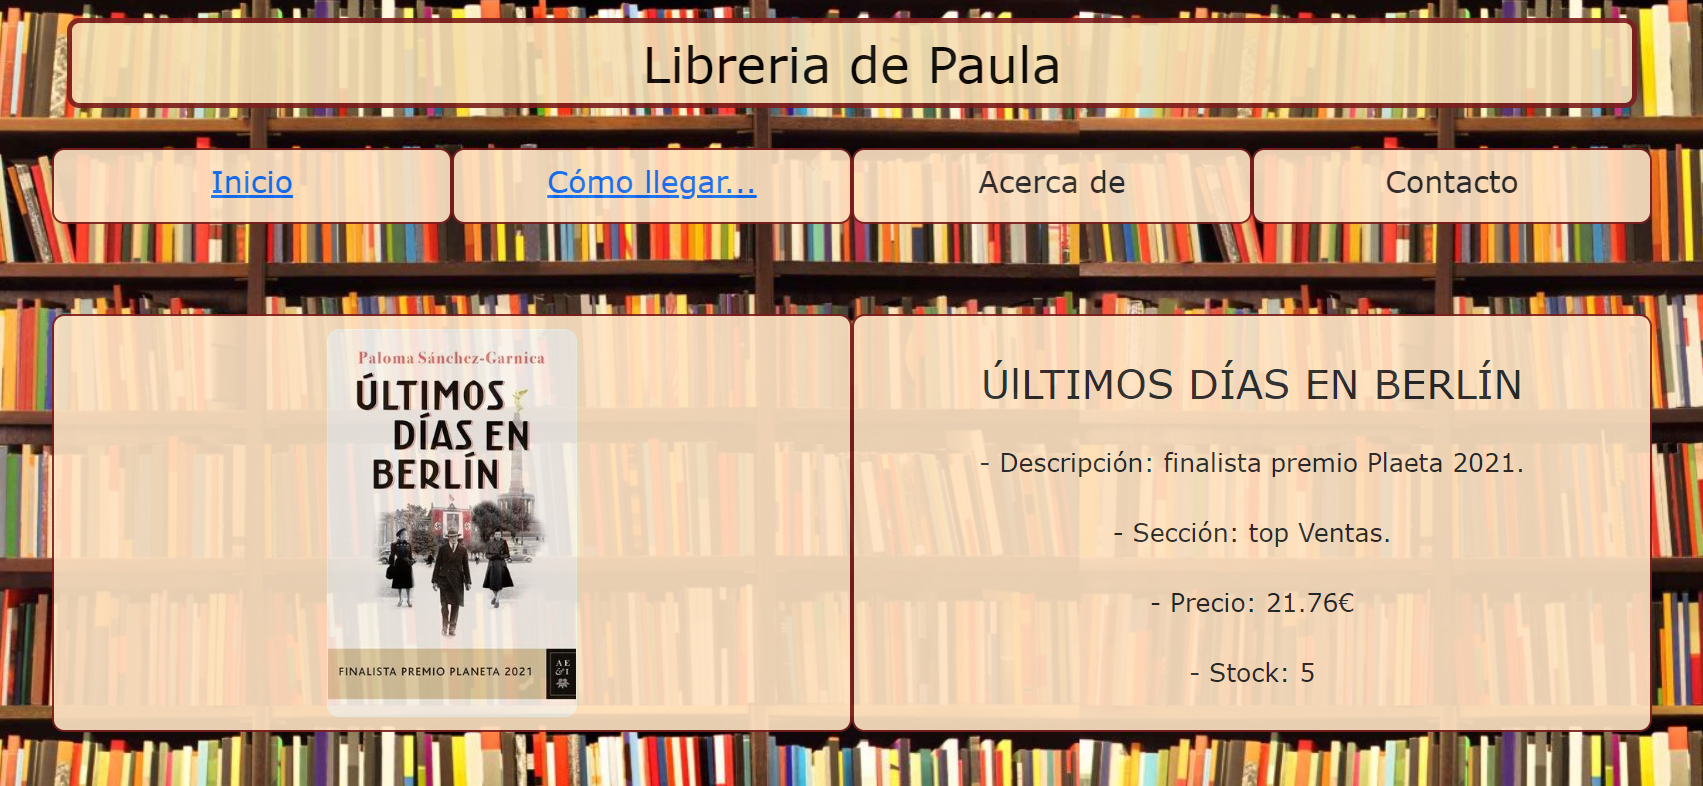 Libreria de Paula
Inicio
Cómo llegar...
Acerca de
Contacto
Paloma Sánchez-Garnica
ÚLTIMOS
DÍAS EN
BERLÍN
FINALISTA PREMIO PLANETA 2021
AE
&I
ÚlLTIMOS DÍAS EN BERLÍN
- Descripción: finalista premio Plaeta 2021.
- Sección: top Ventas.
- Precio: 21.76€
- Stock: 5